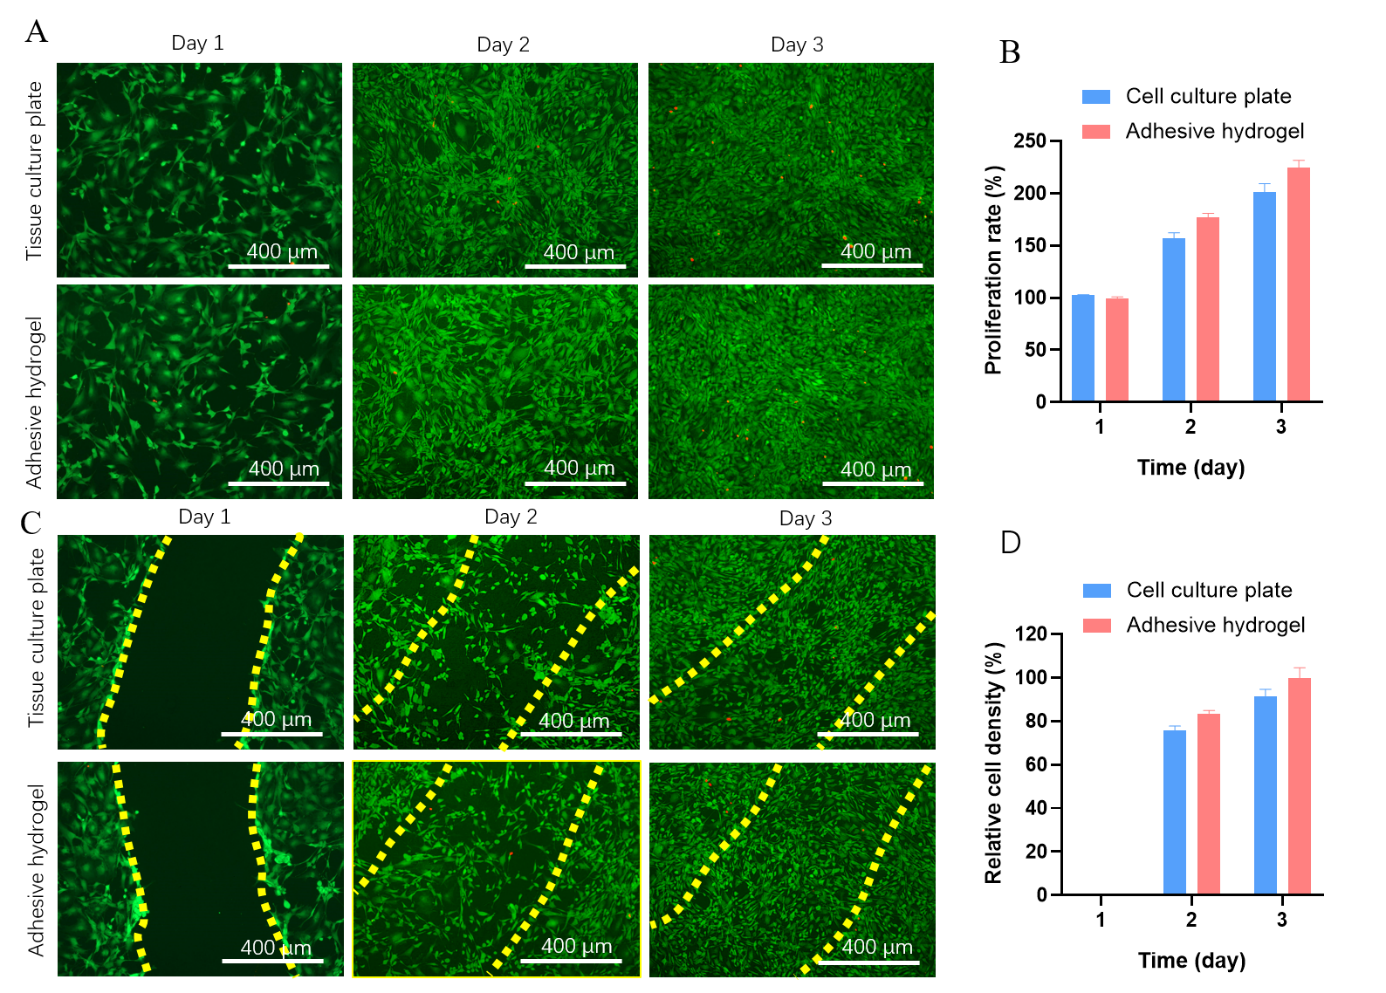 A
Day 1
Day 2
Day 3
Tissue culture plate
400 μm
400 μm
400 μm
Adhesive hydrogel
400 μm
400 μm
400 μm
B
Cell culture plate
Adhesive hydrogel
Proliferation rate (%)
250
200
150
100
50
0
1
2
3
Time (day)
C
Day 1
Day 2
Day 3
Tissue culture plate
400 μm
400 μm
400 μm
Adhesive hydrogel
400 μm
400 μm
400 μm
D
Cell culture plate
Adhesive hydrogel
Relative cell density (%)
120
100
80
60
40
20
0
1
2
3
Time (day)